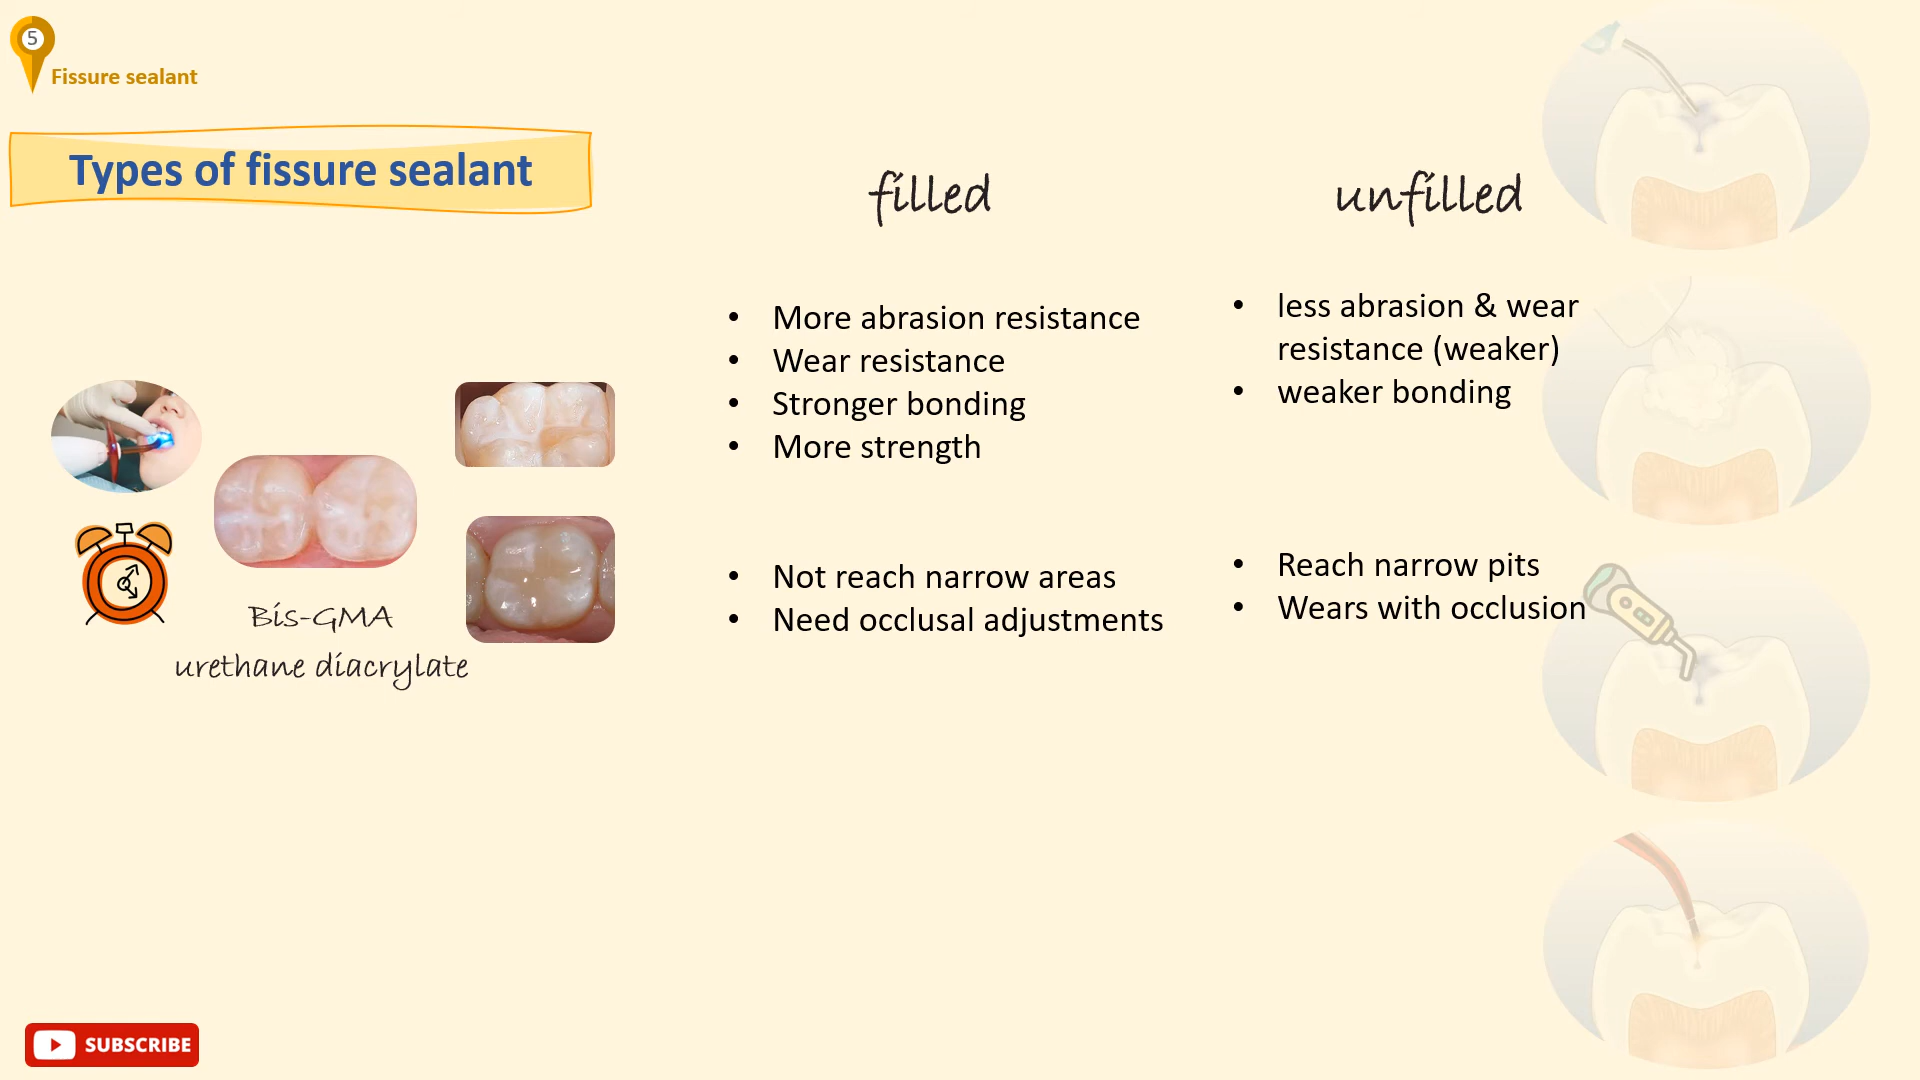 5
Fissure sealant
Types of fissure sealant
Bis-GMA
urethane diacrylate
filled
• More abrasion resistance
• Wear resistance
• Stronger bonding
• More strength
• Not reach narrow areas
• Need occlusal adjustments
unfilled
• less abrasion & wear
resistance (weaker)
• weaker bonding
• Reach narrow pits
• Wears with occlusion
SUBSCRIBE